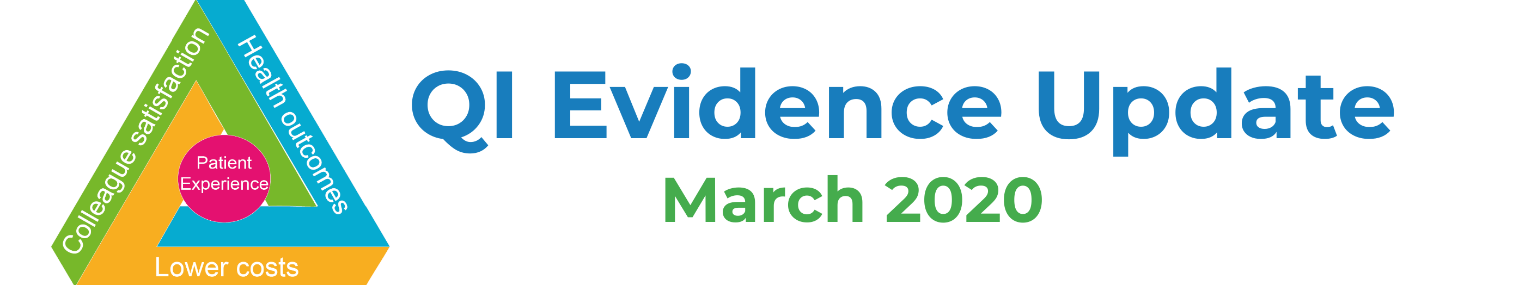 Colleague satisfaction
Health outcomes
Patient
Experience
Lower costs
QI Evidence Update
March 2020